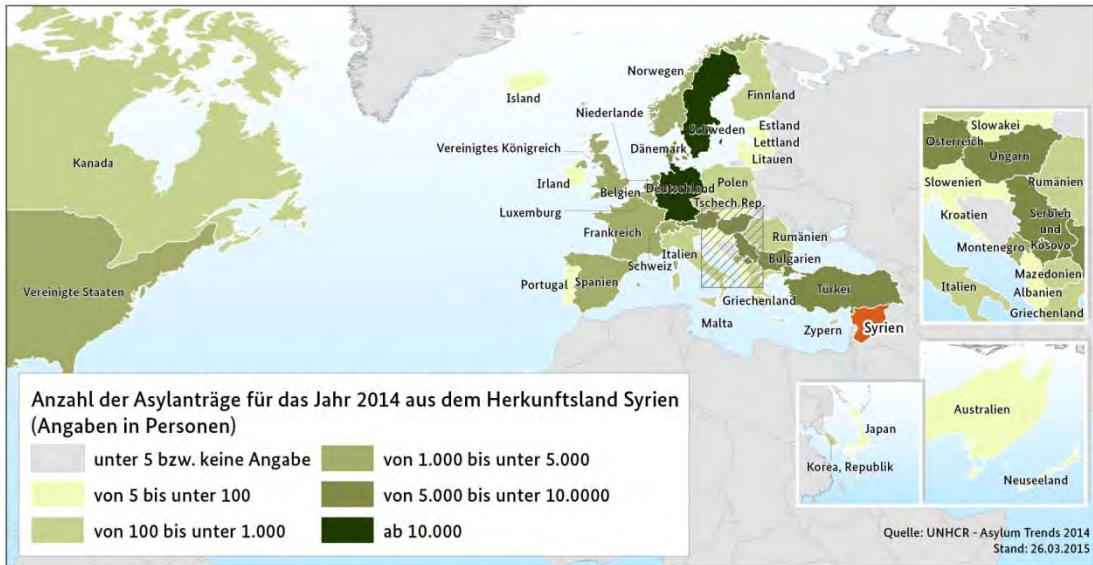 Kanada
Vereinigte Staaten
Island
Norwegen
Finnland
Niederlande
Schweden
Estland
Lettland
Litauen
Vereinigtes Königreich
Dänemark
Irland
Belgien
Deutschland
Polen
Luxemburg
Tschech.Rep.
Frankreich
Rumänien
Italien
Schweiz
Bulgarien
Portugal
Spanien
Griechenland
Türkei
Malta
Zypern
Syrien
Slowakei
Österreich
Ungarn
Slowenien
Rumänien
Kroatien
Serbien
und
Kosovo
Montenegro
Mazedonien
Italien
Albanien
Griechenland
Japan
Korea, Republik
Australien
Neuseeland
Anzahl der Asylanträge für das Jahr 2014 aus dem Herkunftsland Syrien
(Angaben in Personen)
unter 5 bzw. keine Angabe
von 5 bis unter 100
von 100 bis unter 1.000
von 1.000 bis unter 5.000
von 5.000 bis unter 10.0000
ab 10.000
Quelle: UNHCR - Asylum Trends 2014
Stand: 26.03.2015